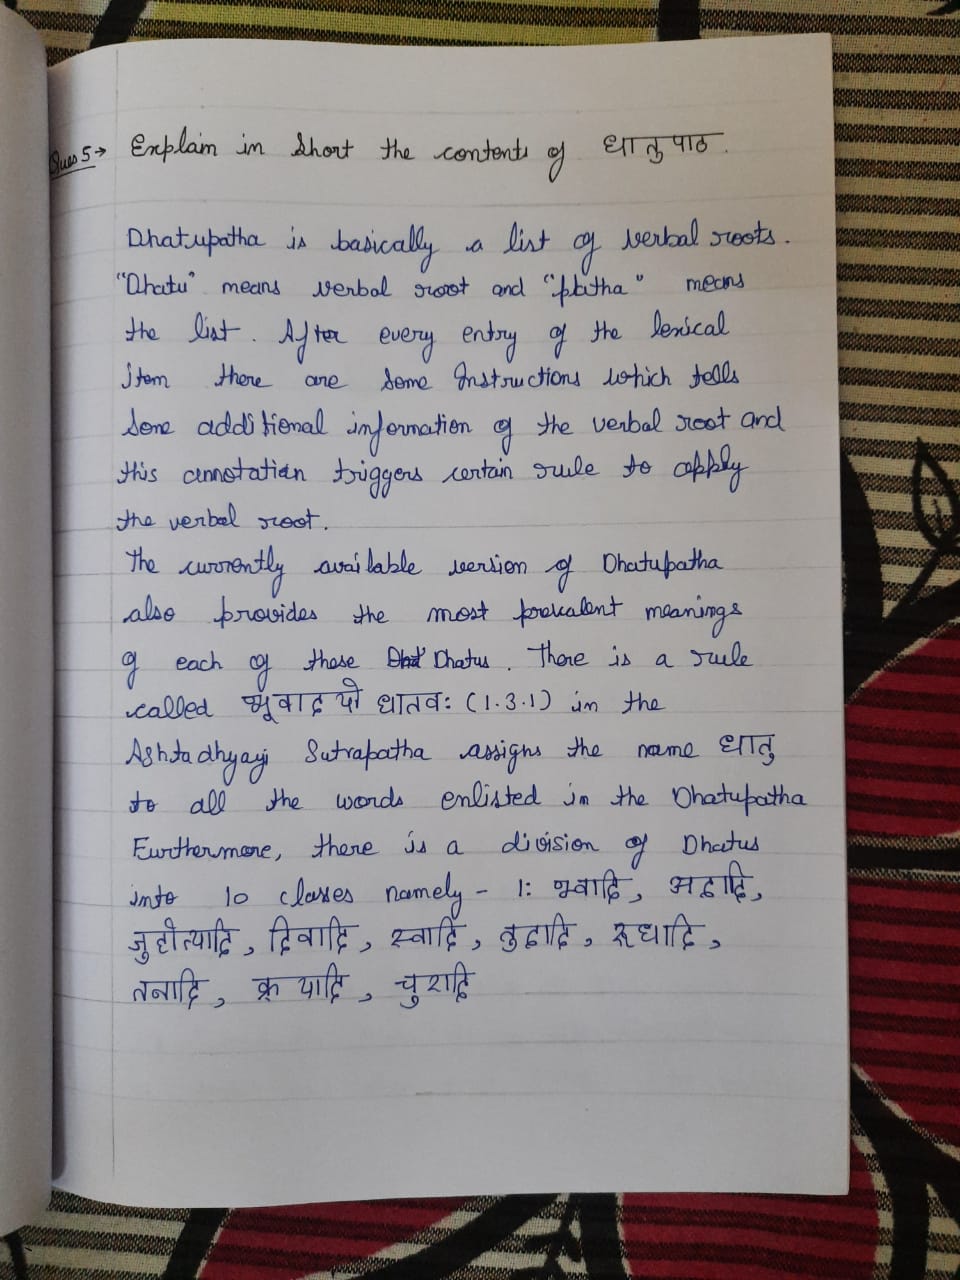 Ques 5→ Explain in Short the contents of धातुपाठ.
Dhatupatha is basically a list of verbal roots.
"Dhatu" means verbal root and "patha" means
the list. After every entry of the lexical
item there are some Instructions which tells
some additional information of the verbal root and
this annotation triggers certain rule to apply
the verbal root.
The currently available version of Dhatupatha
also provides the most prevalent meanings
of each of these Dhatus. There is a rule
called भूवादयो धातवः (1.3.1) in the
Ashtadhyayi Sutrapatha assigns the name धातु
to all the words enlisted in the Dhatupatha
Furthermore, there is a division of Dhatus
into 10 classes namely - 1: भ्वादि, अदादि,
जुहोत्यादि, दिवादि, स्वादि, तुदादि, रूधादि,
तनादि, क्र्यादि, चुरादि